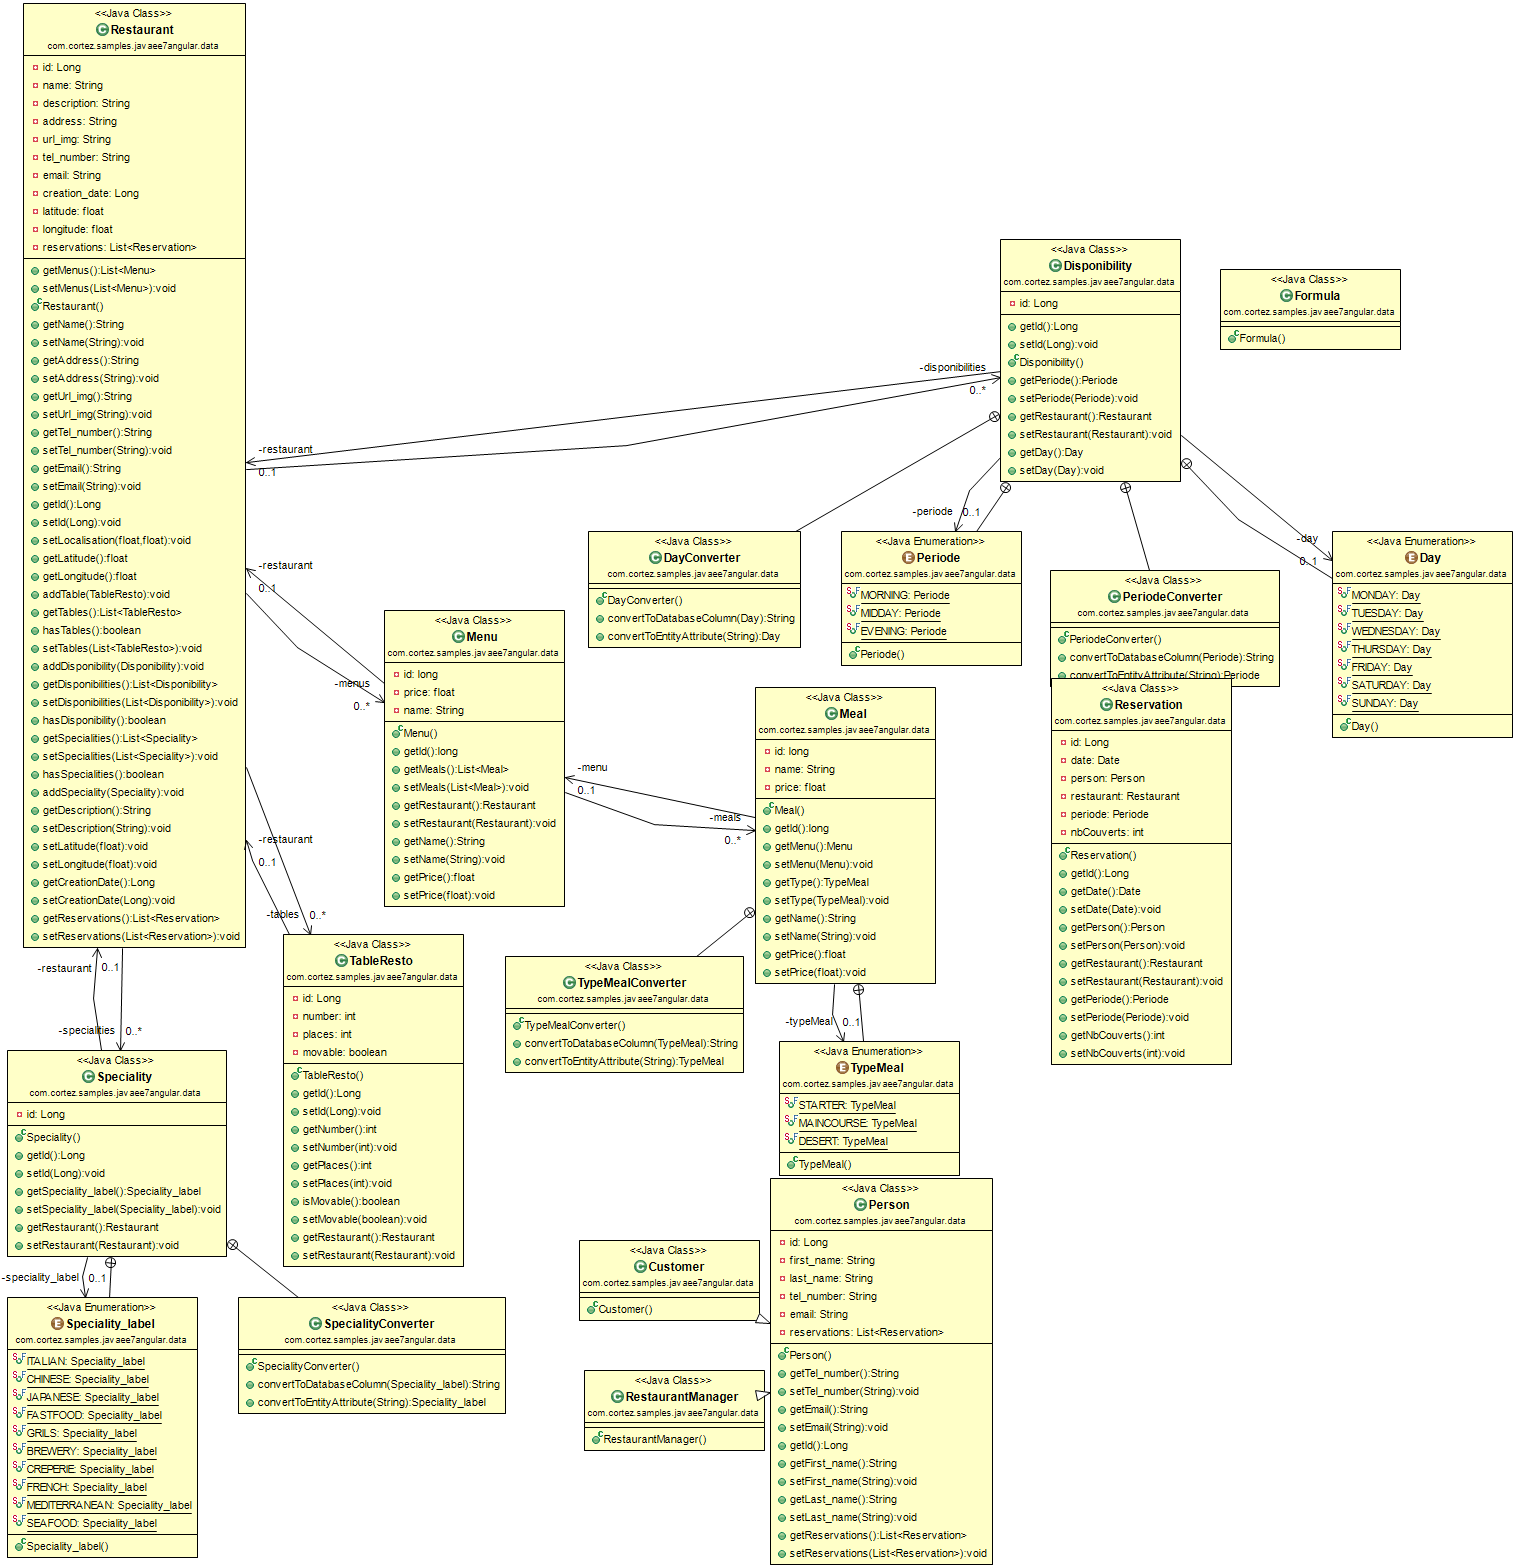 <<Java Class>>
Restaurant
com.cortez.samples.javaee7angular.data
id: Long
name: String
description: String
address: String
url_img: String
tel_number: String
email: String
creation_date: Long
latitude: float
longitude: float
reservations: List<Reservation>
getMenus():List<Menu>
setMenus(List<Menu>):void
Restaurant()
getName():String
setName(String):void
getAddress():String
setAddress(String):void
getUrl_img():String
setUrl_img(String):void
getTel_number():String
setTel_number(String):void
getEmail():String
setEmail(String):void
getId():Long
setId(Long):void
setLocalisation(float,float):void
getLatitude():float
getLongitude():float
addTable(TableResto):void
getTables():List<TableResto>
hasTables():boolean
setTables(List<TableResto>):void
addDisponibility(Disponibility):void
getDisponibilities():List<Disponibility>
setDisponibilities(List<Disponibility>):void
hasDisponibility():boolean
getSpecialities():List<Speciality>
setSpecialities(List<Speciality>):void
hasSpecialities():boolean
addSpeciality(Speciality):void
getDescription():String
setDescription(String):void
setLatitude(float):void
setLongitude(float):void
getCreationDate():Long
setCreationDate(Long):void
getReservations():List<Reservation>
setReservations(List<Reservation>):void
<<Java Class>>
Disponibility
com.cortez.samples.javaee7angular.data
id: Long
getId():Long
setId(Long):void
Disponibility()
getPeriode():Periode
setPeriode(Periode):void
getRestaurant():Restaurant
setRestaurant(Restaurant):void
getDay():Day
setDay(Day):void
<<Java Class>>
Formula
com.cortez.samples.javaee7angular.data
Formula()
-disponibilities
0..*
-restaurant
0..1
-periode
0..1
-day
0..1
<<Java Class>>
DayConverter
com.cortez.samples.javaee7angular.data
DayConverter()
convertToDatabaseColumn(Day):String
convertToEntityAttribute(String):Day
<<Java Enumeration>>
Periode
com.cortez.samples.javaee7angular.data
MORNING: Periode
MIDDAY: Periode
EVENING: Periode
Periode()
<<Java Class>>
PeriodeConverter
com.cortez.samples.javaee7angular.data
PeriodeConverter()
convertToDatabaseColumn(Periode):String
convertToEntityAttribute(String):Periode
<<Java Enumeration>>
Day
com.cortez.samples.javaee7angular.data
MONDAY: Day
TUESDAY: Day
WEDNESDAY: Day
THURSDAY: Day
FRIDAY: Day
SATURDAY: Day
SUNDAY: Day
Day()
-restaurant
0..1
-menus
0..*
<<Java Class>>
Menu
com.cortez.samples.javaee7angular.data
id: long
price: float
name: String
Menu()
getId():long
getMeals():List<Meal>
setMeals(List<Meal>):void
getRestaurant():Restaurant
setRestaurant(Restaurant):void
getName():String
setName(String):void
getPrice():float
setPrice(float):void
-menu
0..1
-meals
0..*
<<Java Class>>
Meal
com.cortez.samples.javaee7angular.data
id: long
name: String
price: float
Meal()
getId():long
getMenu():Menu
setMenu(Menu):void
getType():TypeMeal
setType(TypeMeal):void
getName():String
setName(String):void
getPrice():float
setPrice(float):void
<<Java Class>>
Reservation
com.cortez.samples.javaee7angular.data
id: Long
date: Date
person: Person
restaurant: Restaurant
periode: Periode
nbCouverts: int
Reservation()
getId():Long
getDate():Date
setDate(Date):void
getPerson():Person
setPerson(Person):void
getRestaurant():Restaurant
setRestaurant(Restaurant):void
getPeriode():Periode
setPeriode(Periode):void
getNbCouverts():int
setNbCouverts(int):void
-restaurant
0..1
-tables
0..*
<<Java Class>>
TableResto
com.cortez.samples.javaee7angular.data
id: Long
number: int
places: int
movable: boolean
TableResto()
getId():Long
setId(Long):void
getNumber():int
setNumber(int):void
getPlaces():int
setPlaces(int):void
isMovable():boolean
setMovable(boolean):void
getRestaurant():Restaurant
setRestaurant(Restaurant):void
<<Java Class>>
TypeMealConverter
com.cortez.samples.javaee7angular.data
TypeMealConverter()
convertToDatabaseColumn(TypeMeal):String
convertToEntityAttribute(String):TypeMeal
-typeMeal
0..1
<<Java Enumeration>>
TypeMeal
com.cortez.samples.javaee7angular.data
STARTER: TypeMeal
MAINCOURSE: TypeMeal
DESERT: TypeMeal
TypeMeal()
-restaurant
0..1
-specialities
0..*
<<Java Class>>
Speciality
com.cortez.samples.javaee7angular.data
id: Long
Speciality()
getId():Long
setId(Long):void
getSpeciality_label():Speciality_label
setSpeciality_label(Speciality_label):void
getRestaurant():Restaurant
setRestaurant(Restaurant):void
-speciality_label
0..1
<<Java Enumeration>>
Speciality_label
com.cortez.samples.javaee7angular.data
ITALIAN: Speciality_label
CHINESE: Speciality_label
JAPANESE: Speciality_label
FASTFOOD: Speciality_label
GRILS: Speciality_label
BREWERY: Speciality_label
CREPERIE: Speciality_label
FRENCH: Speciality_label
MEDITERRANEAN: Speciality_label
SEAFOOD: Speciality_label
Speciality_label()
<<Java Class>>
SpecialityConverter
com.cortez.samples.javaee7angular.data
SpecialityConverter()
convertToDatabaseColumn(Speciality_label):String
convertToEntityAttribute(String):Speciality_label
<<Java Class>>
Customer
com.cortez.samples.javaee7angular.data
Customer()
<<Java Class>>
RestaurantManager
com.cortez.samples.javaee7angular.data
RestaurantManager()
<<Java Class>>
Person
com.cortez.samples.javaee7angular.data
id: Long
first_name: String
last_name: String
tel_number: String
email: String
reservations: List<Reservation>
Person()
getTel_number():String
setTel_number(String):void
getEmail():String
setEmail(String):void
getId():Long
getFirst_name():String
setFirst_name(String):void
getLast_name():String
setLast_name(String):void
getReservations():List<Reservation>
setReservations(List<Reservation>):void